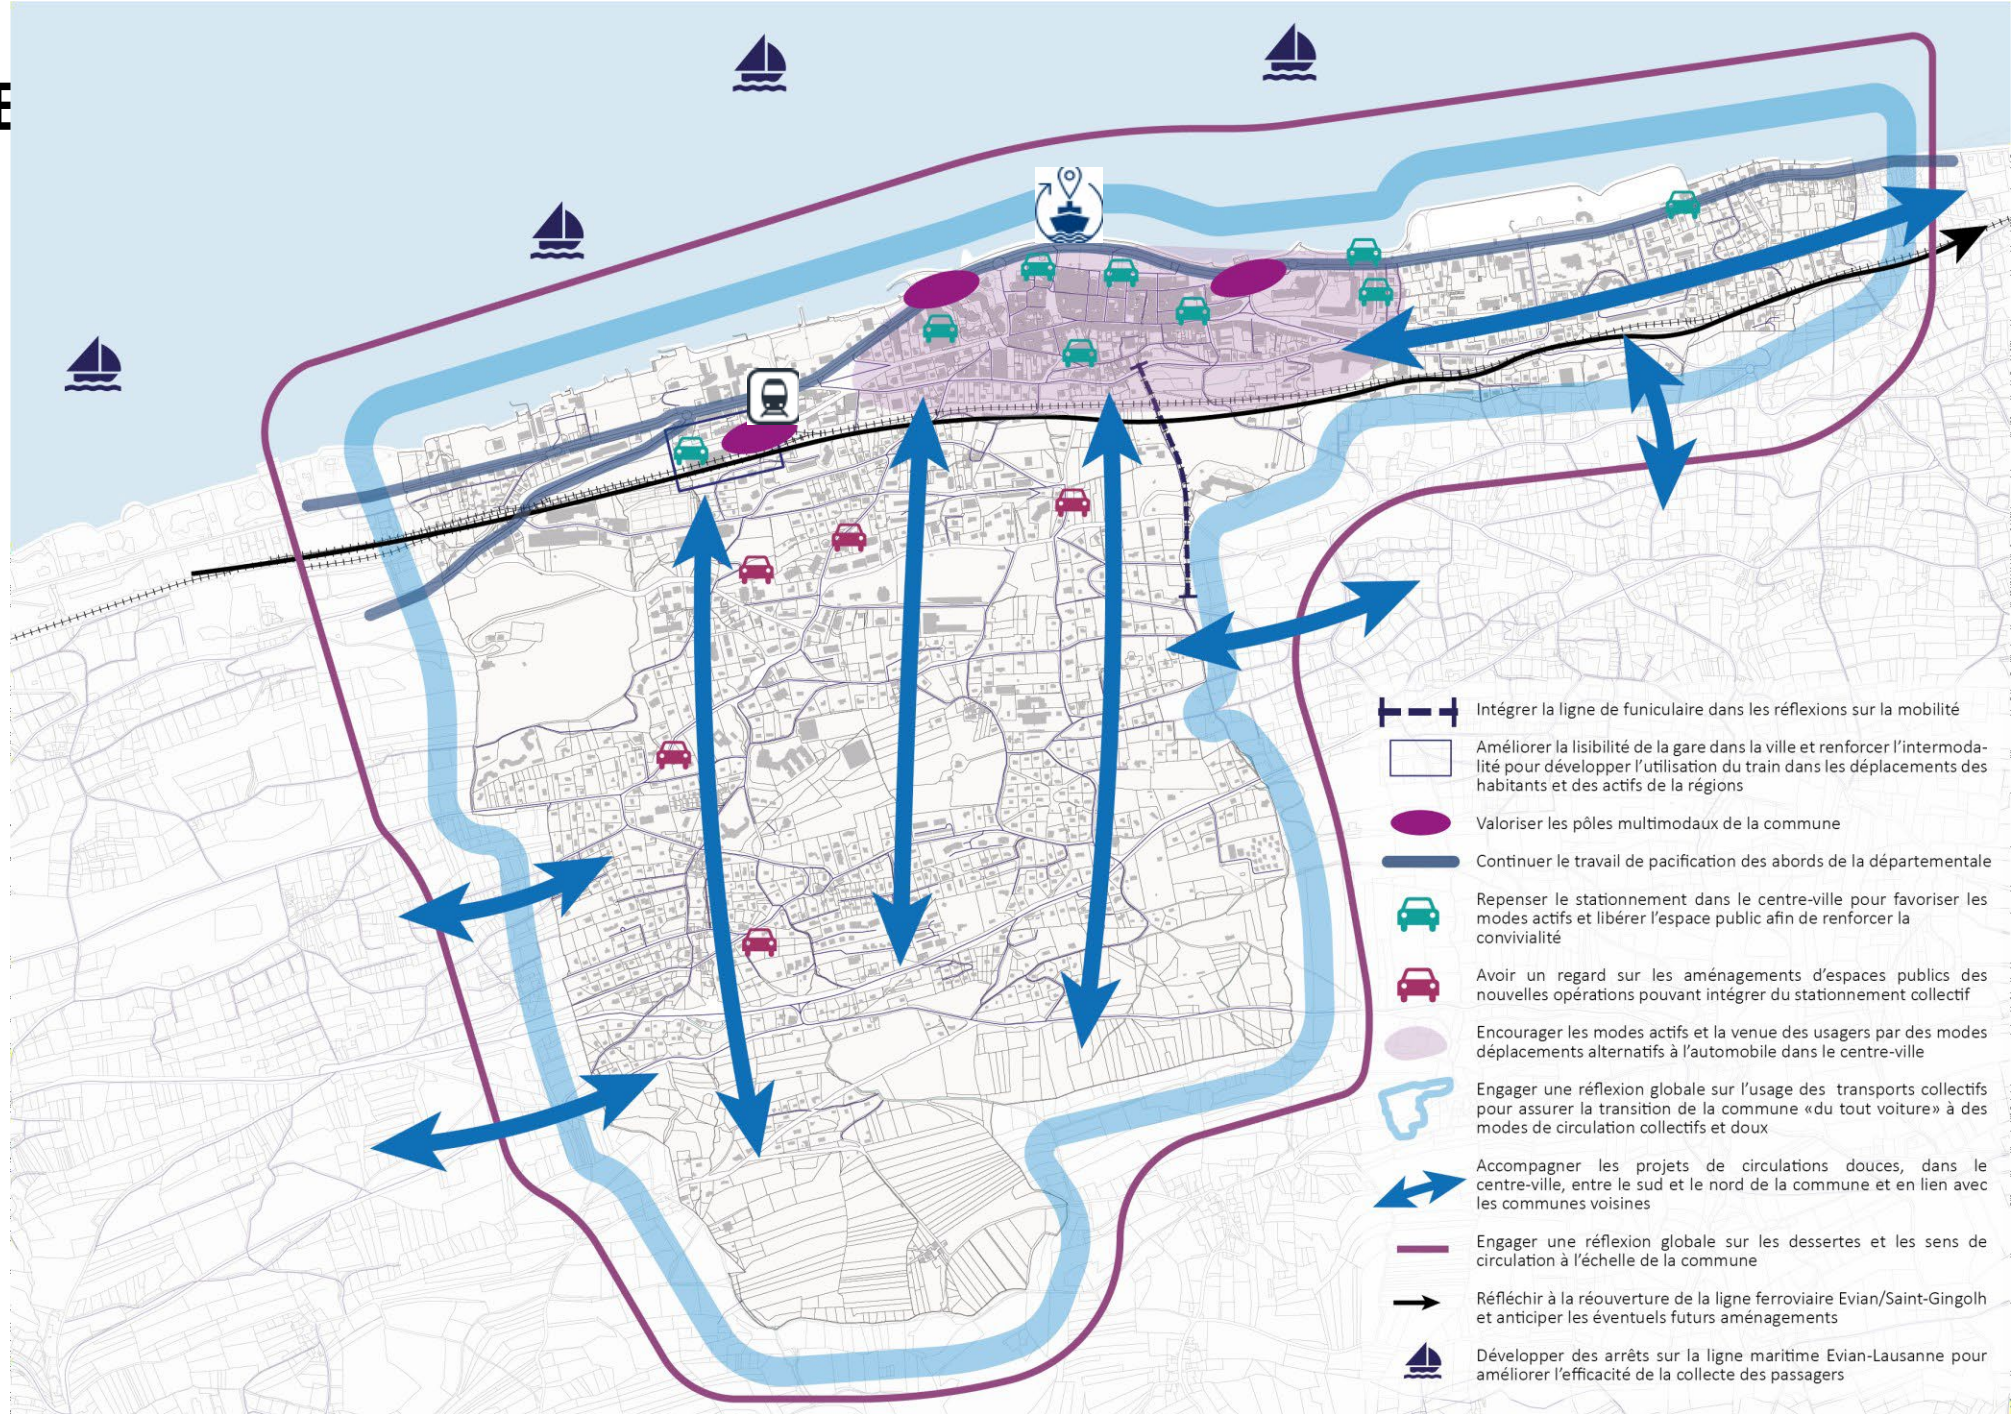 E
Intégrer la ligne de funiculaire dans les réflexions sur la mobilité
Améliorer la lisibilité de la gare dans la ville et renforcer l'intermoda-
lité pour développer l'utilisation du train dans les déplacements des
habitants et des actifs de la régions
Valoriser les pôles multimodaux de la commune
Continuer le travail de pacification des abords de la départementale
Repenser le stationnement dans le centre-ville pour favoriser les
modes actifs et libérer l'espace public afin de renforcer la
convivialité
Avoir un regard sur les aménagements d'espaces publics des
nouvelles opérations pouvant intégrer du stationnement collectif
Encourager les modes actifs et la venue des usagers par des modes
déplacements alternatifs à l'automobile dans le centre-ville
Engager une réflexion globale sur l'usage des transports collectifs
pour assurer la transition de la commune «du tout voiture» à des
modes de circulation collectifs et doux
Accompagner les projets de circulations douces, dans le
centre-ville, entre le sud et le nord de la commune et en lien avec
les communes voisines
Engager une réflexion globale sur les dessertes et les sens de
circulation à l'échelle de la commune
Réfléchir à la réouverture de la ligne ferroviaire Evian/Saint-Gingolh
et anticiper les éventuels futurs aménagements
Développer des arrêts sur la ligne maritime Evian-Lausanne pour
améliorer l'efficacité de la collecte des passagers